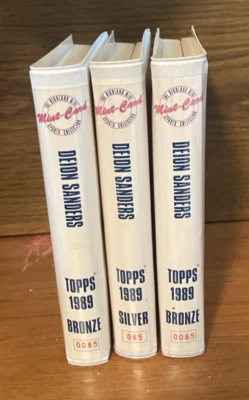 THE HIGHLAND MINT
Mint-Card
SPORTS COLLECTION
DEION SANDERS
TOPPS®
1989
BRONZE
0085
THE HIGHLAND MINT
Mint-Card
SPORTS COLLECTION
DEION SANDERS
TOPPS®
1989
SILVER
085
THE HIGHLAND MINT
Mint-Card
SPORTS COLLECTION
DEION SANDERS
TOPPS®
1989
BRONZE
0085